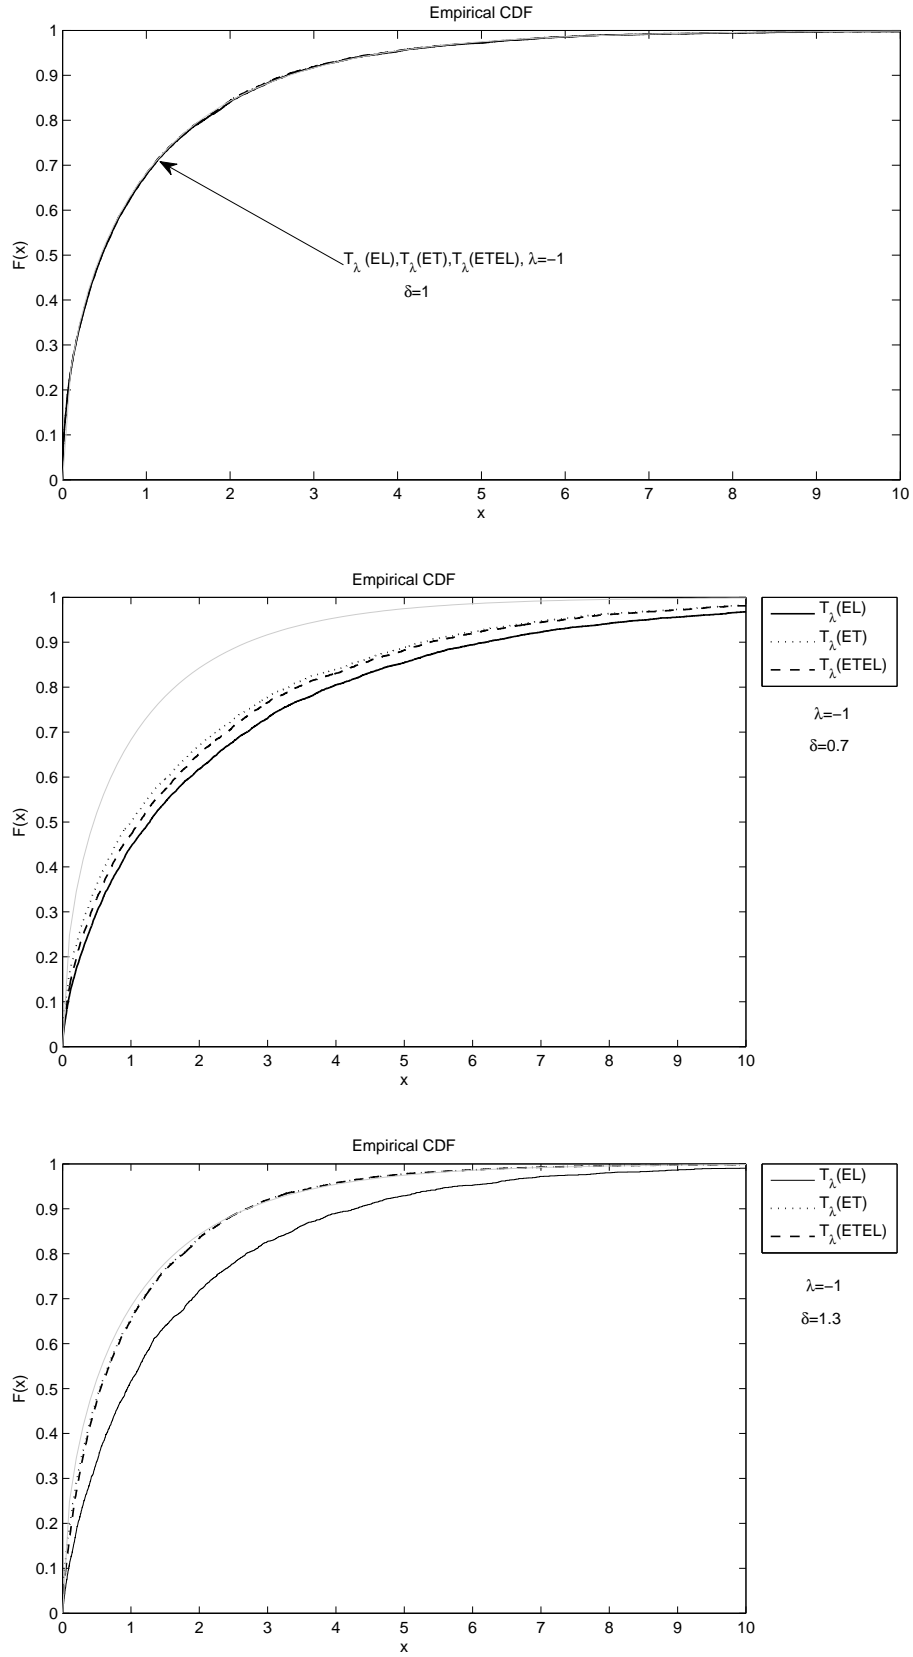 Empirical CDF
1
0.9
0.8
0.7
0.6
0.5
0.4
0.3
0.2
0.1
0
F(x)
T_λ (EL),T_λ(ET),T_λ(ETEL), λ=−1
δ=1
0 1 2 3 4 5 6 7 8 9 10
x
Empirical CDF
1
0.9
0.8
0.7
0.6
0.5
0.4
0.3
0.2
0.1
0
F(x)
0 1 2 3 4 5 6 7 8 9 10
x
T_λ(EL)
T_λ(ET)
T_λ(ETEL)
λ=−1
δ=0.7
Empirical CDF
1
0.9
0.8
0.7
0.6
0.5
0.4
0.3
0.2
0.1
0
F(x)
0 1 2 3 4 5 6 7 8 9 10
x
T_λ(EL)
T_λ(ET)
T_λ(ETEL)
λ=−1
δ=1.3